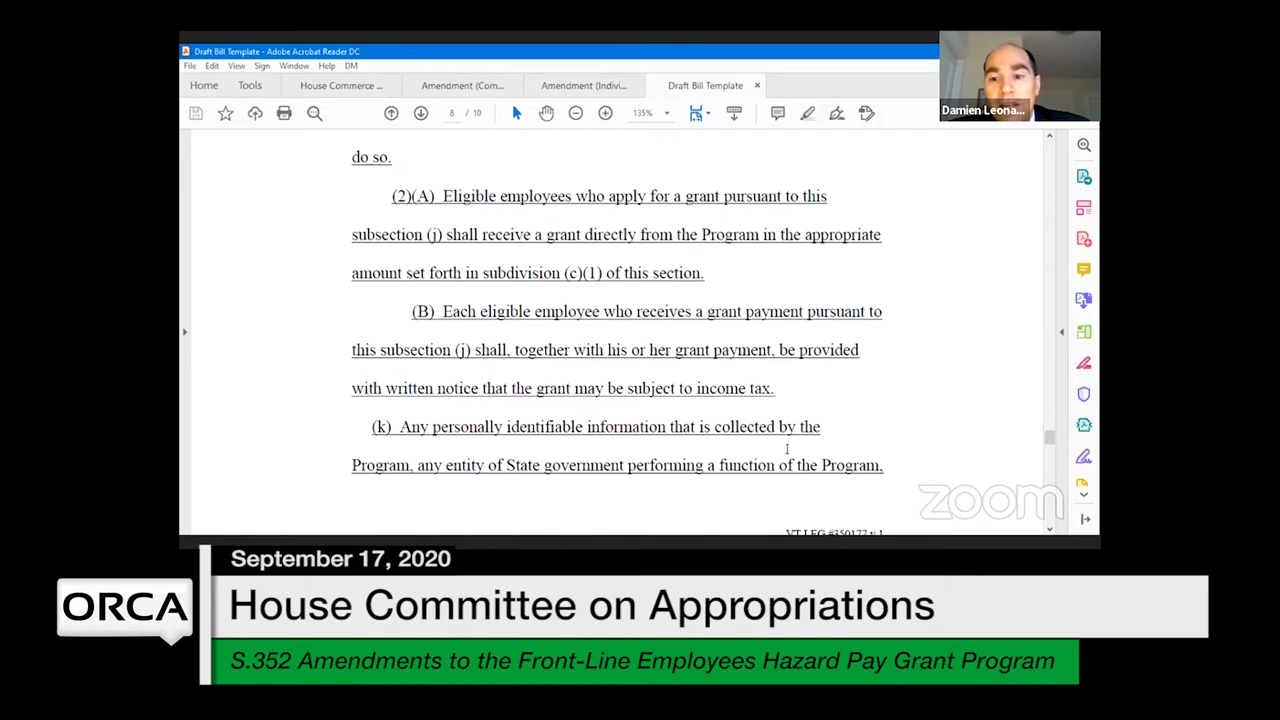 Draft Bill Template - Adobe Acrobat Reader DC
File Edit View Sign Window Help DM
Home Tools House Commerce ... Amendment (Com... Amendment (Indivi... Draft Bill Template ×
8 / 10 135%
Damien Leona...
do so.
(2)(A) Eligible employees who apply for a grant pursuant to this
subsection (j) shall receive a grant directly from the Program in the appropriate
amount set forth in subdivision (c)(1) of this section.
(B) Each eligible employee who receives a grant payment pursuant to
this subsection (j) shall, together with his or her grant payment, be provided
with written notice that the grant may be subject to income tax.
(k) Any personally identifiable information that is collected by the
Program, any entity of State government performing a function of the Program,
zoom
VT LEG #350177 v.1
September 17, 2020
ORCA
House Committee on Appropriations
S.352 Amendments to the Front-Line Employees Hazard Pay Grant Program